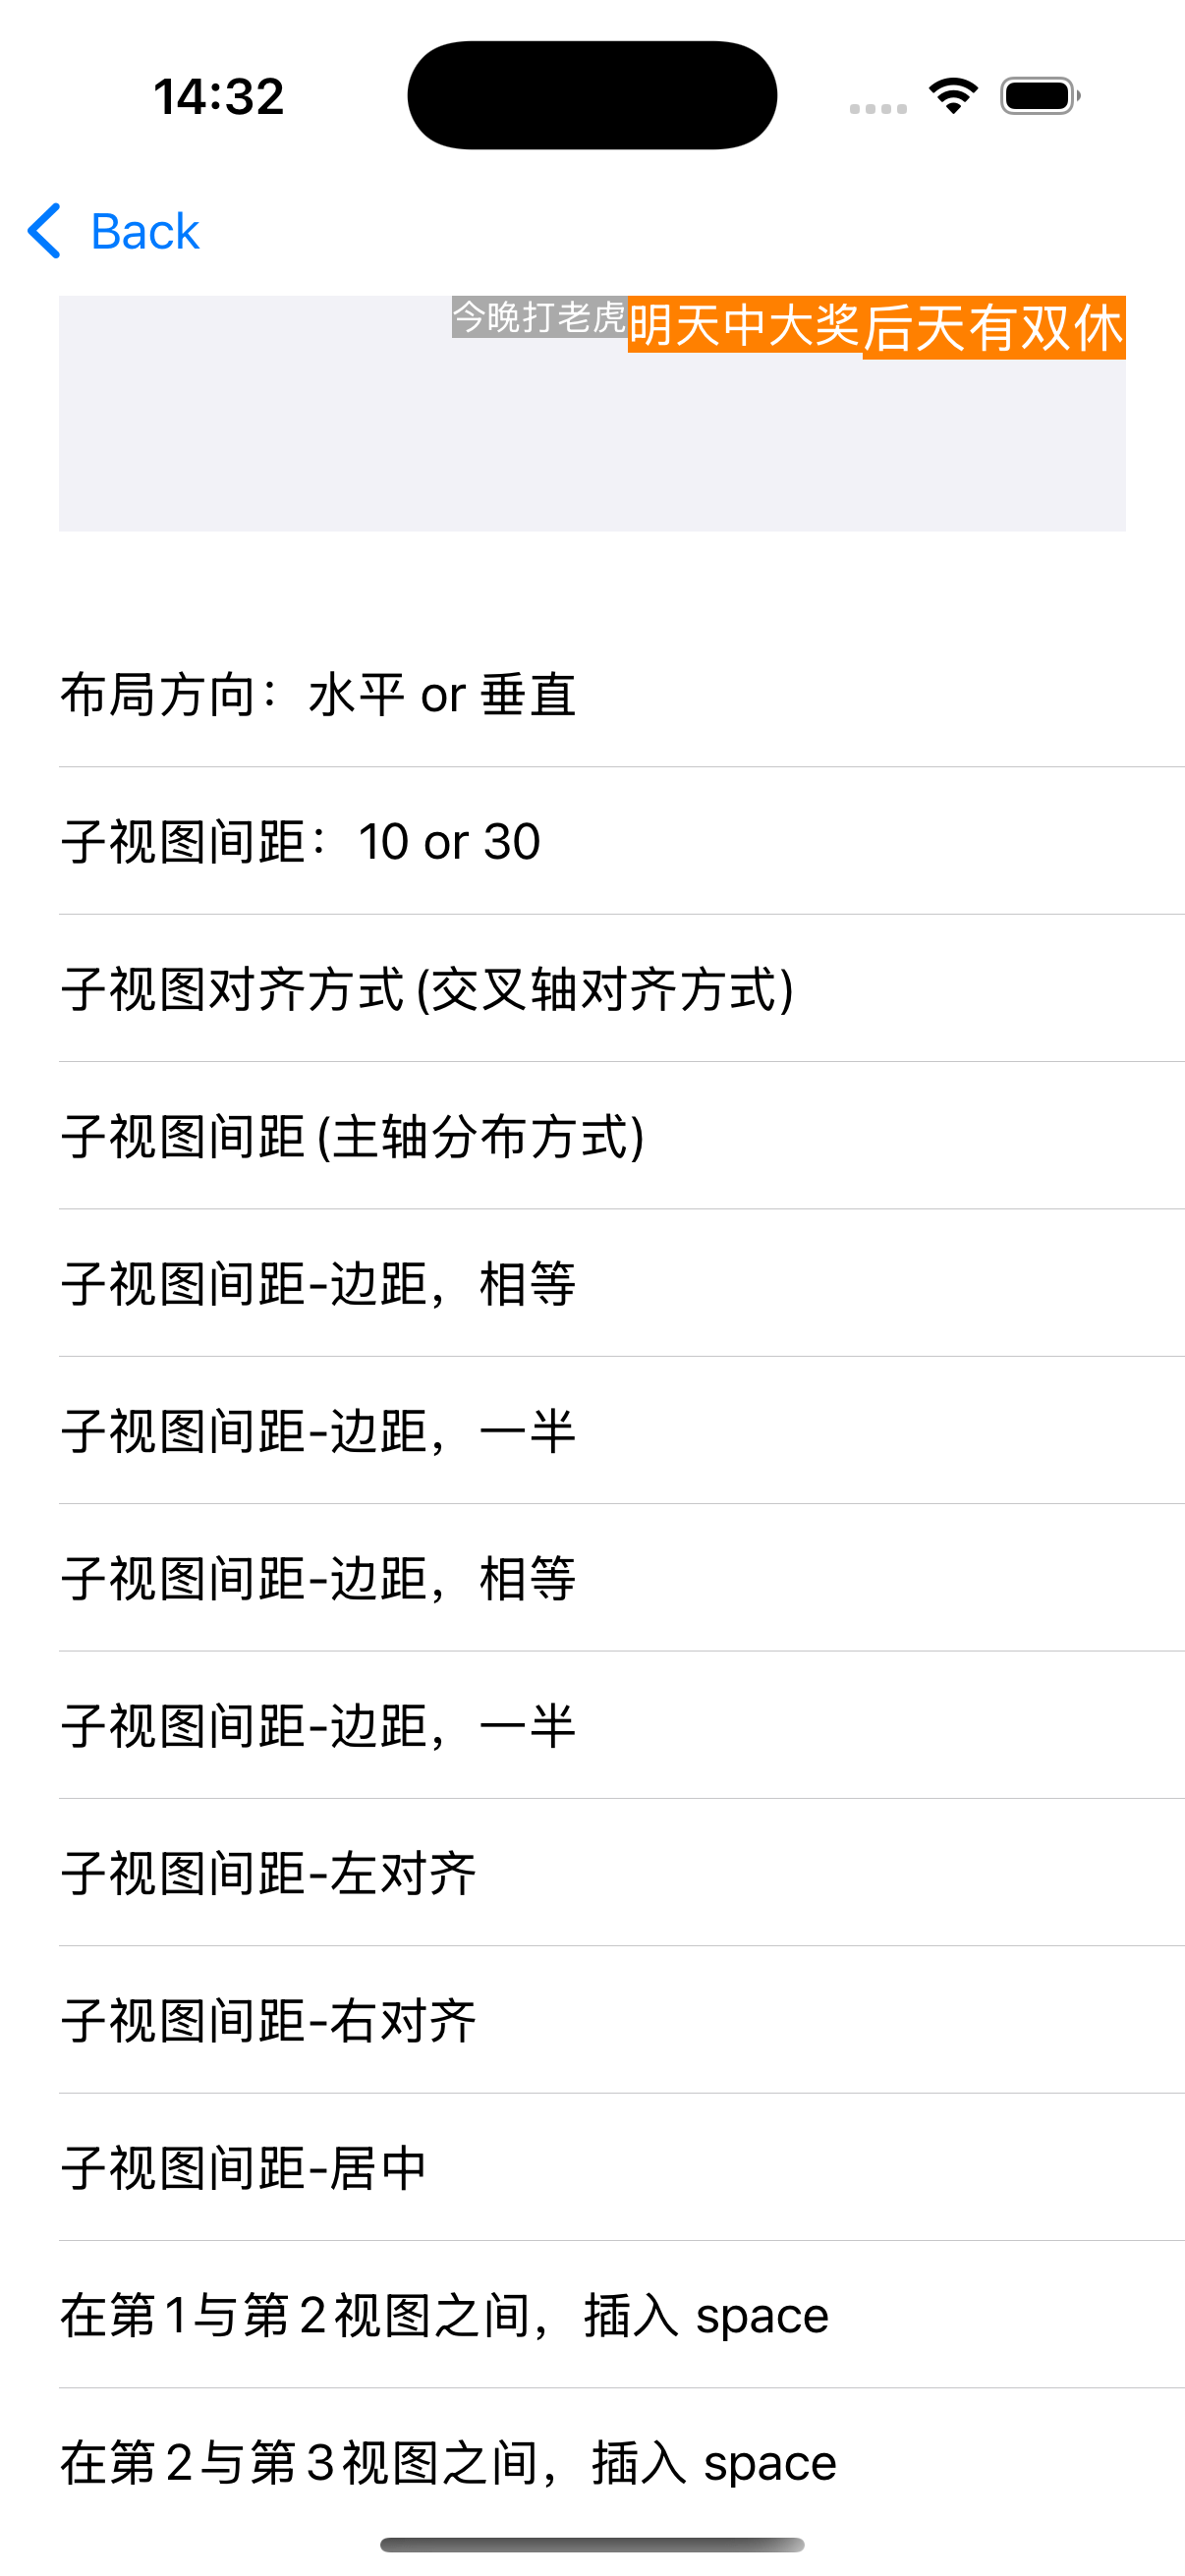 14:32
Back
今晚打老虎明天中大奖后天有双休
布局方向：水平 or 垂直
子视图间距：10 or 30
子视图对齐方式(交叉轴对齐方式)
子视图间距(主轴分布方式)
子视图间距-边距，相等
子视图间距-边距，一半
子视图间距-边距，相等
子视图间距-边距，一半
子视图间距-左对齐
子视图间距-右对齐
子视图间距-居中
在第1与第2视图之间，插入 space
在第2与第3视图之间，插入 space